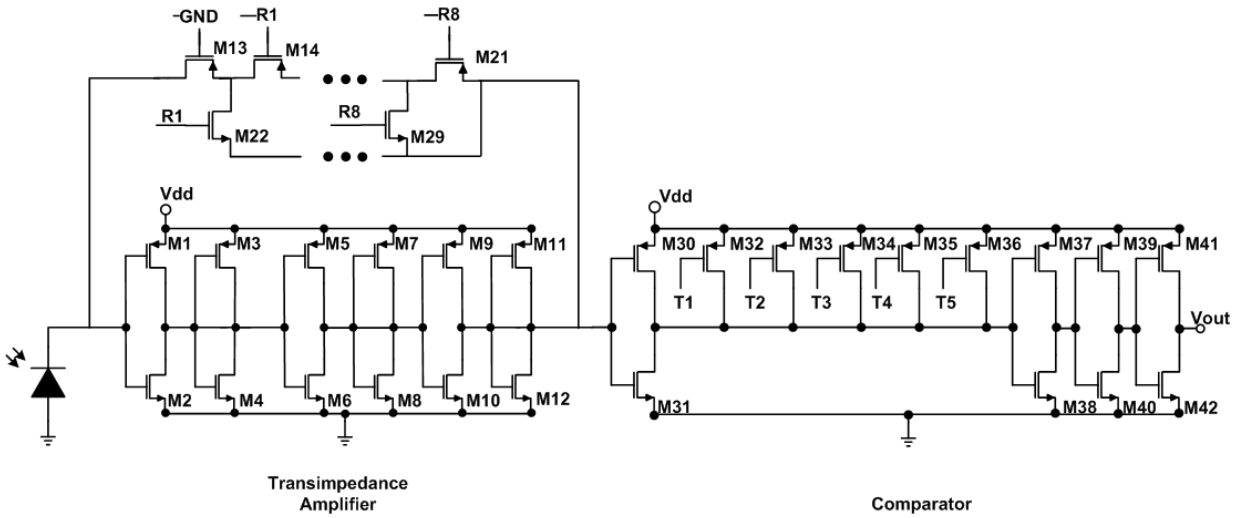 -GND
—R1
—R8
M13
M14
M21
R1
M22
R8
M29
Vdd
Vdd
M1
M3
M5
M7
M9
M11
M30
M32
M33
M34
M35
M36
M37
M39
M41
T1
T2
T3
T4
T5
Vout
M2
M4
M6
M8
M10
M12
M31
M38
M40
M42
Transimpedance
Amplifier
Comparator